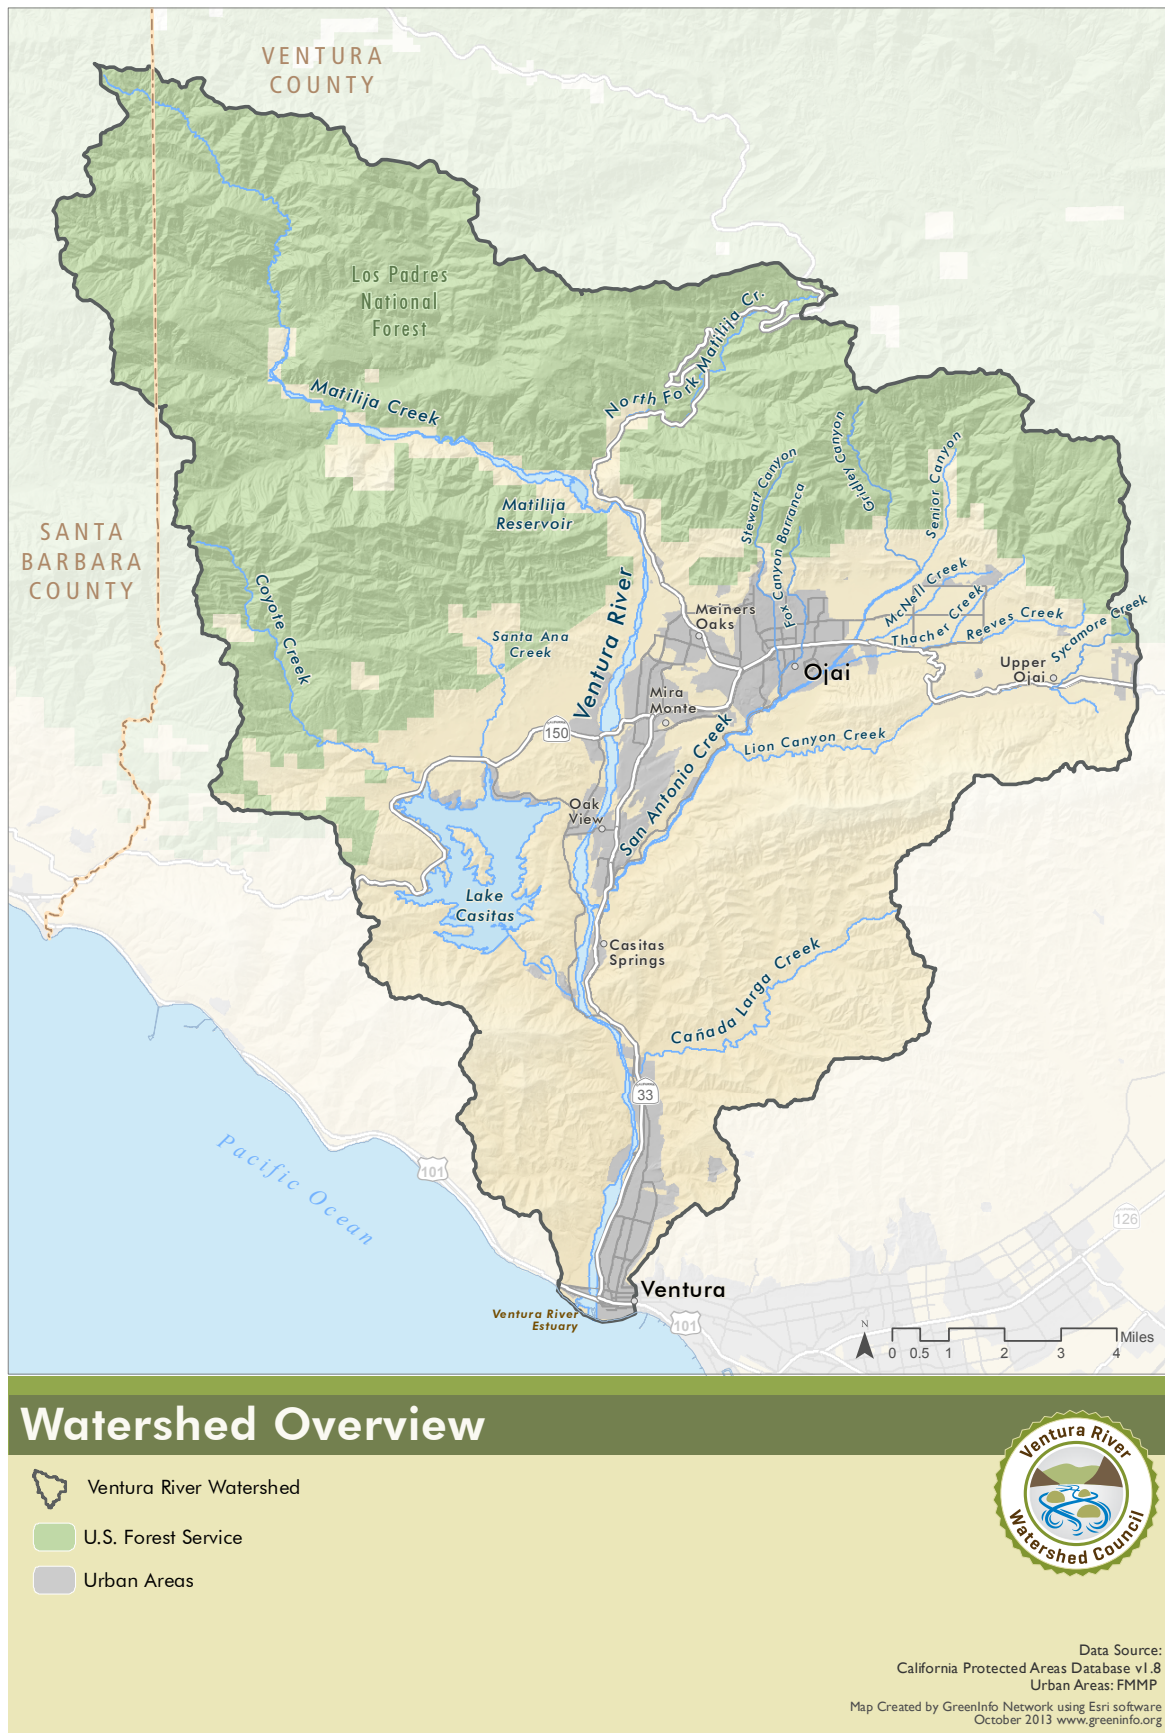 VENTURA
COUNTY
Los Padres
National
Forest
North Fork Matilija Cr.
Matilija Creek
Matilija
Reservoir
Stewart Canyon
Fox Canyon Barranca
Gridley Canyon
Senior Canyon
SANTA
BARBARA
COUNTY
Coyote Creek
Santa Ana
Creek
Ventura River
Meiners
Oaks
McNell Creek
Thacher Creek
Reeves Creek
Sycamore Creek
Upper
Ojai
Ojai
Mira
Monte
CALIFORNIA
150
Lion Canyon Creek
San Antonio Creek
Oak
View
Lake
Casitas
Casitas
Springs
Cañada Larga Creek
CALIFORNIA
33
Pacific Ocean
101
126
Ventura
Ventura River
Estuary
101
N
0 0.5 1 2 3 4
Miles
Watershed Overview
Ventura River Watershed
U.S. Forest Service
Urban Areas
Ventura River
Watershed Council
Data Source:
California Protected Areas Database v1.8
Urban Areas: FMMP
Map Created by GreenInfo Network using Esri software
October 2013 www.greeninfo.org